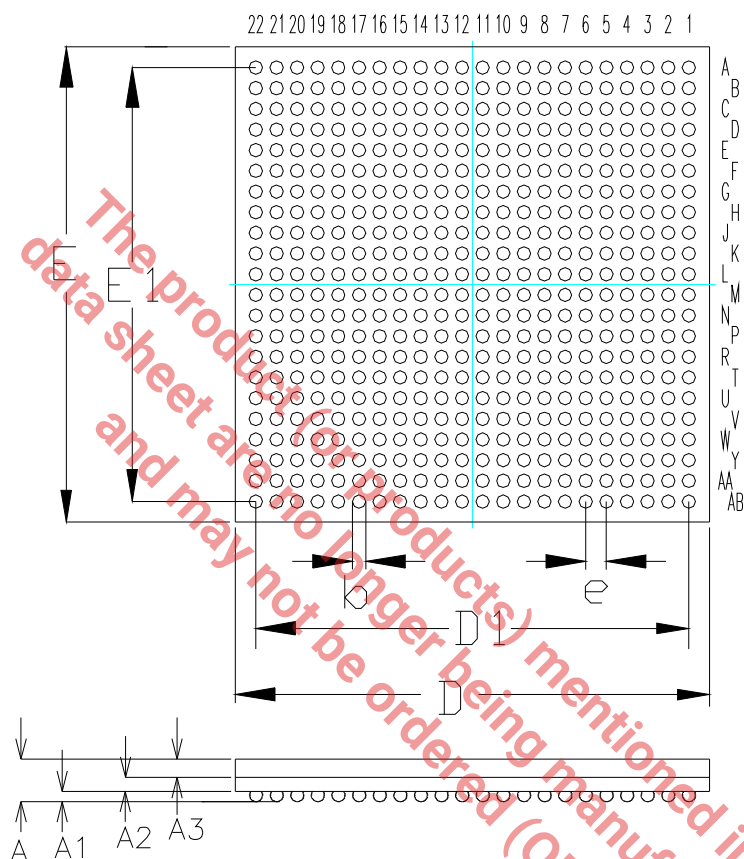 22 21 20 19 18 17 16 15 14 13 12 11 10 9 8 7 6 5 4 3 2 1
A
B
C
D
E
F
G
H
J
K
L
M
N
P
R
T
U
V
W
Y
AA
AB
E
E1
b
e
D1
D
A
A1
A2
A3
The product (or products) mentioned i
data sheet are no longer being manuf
and may not be ordered (O